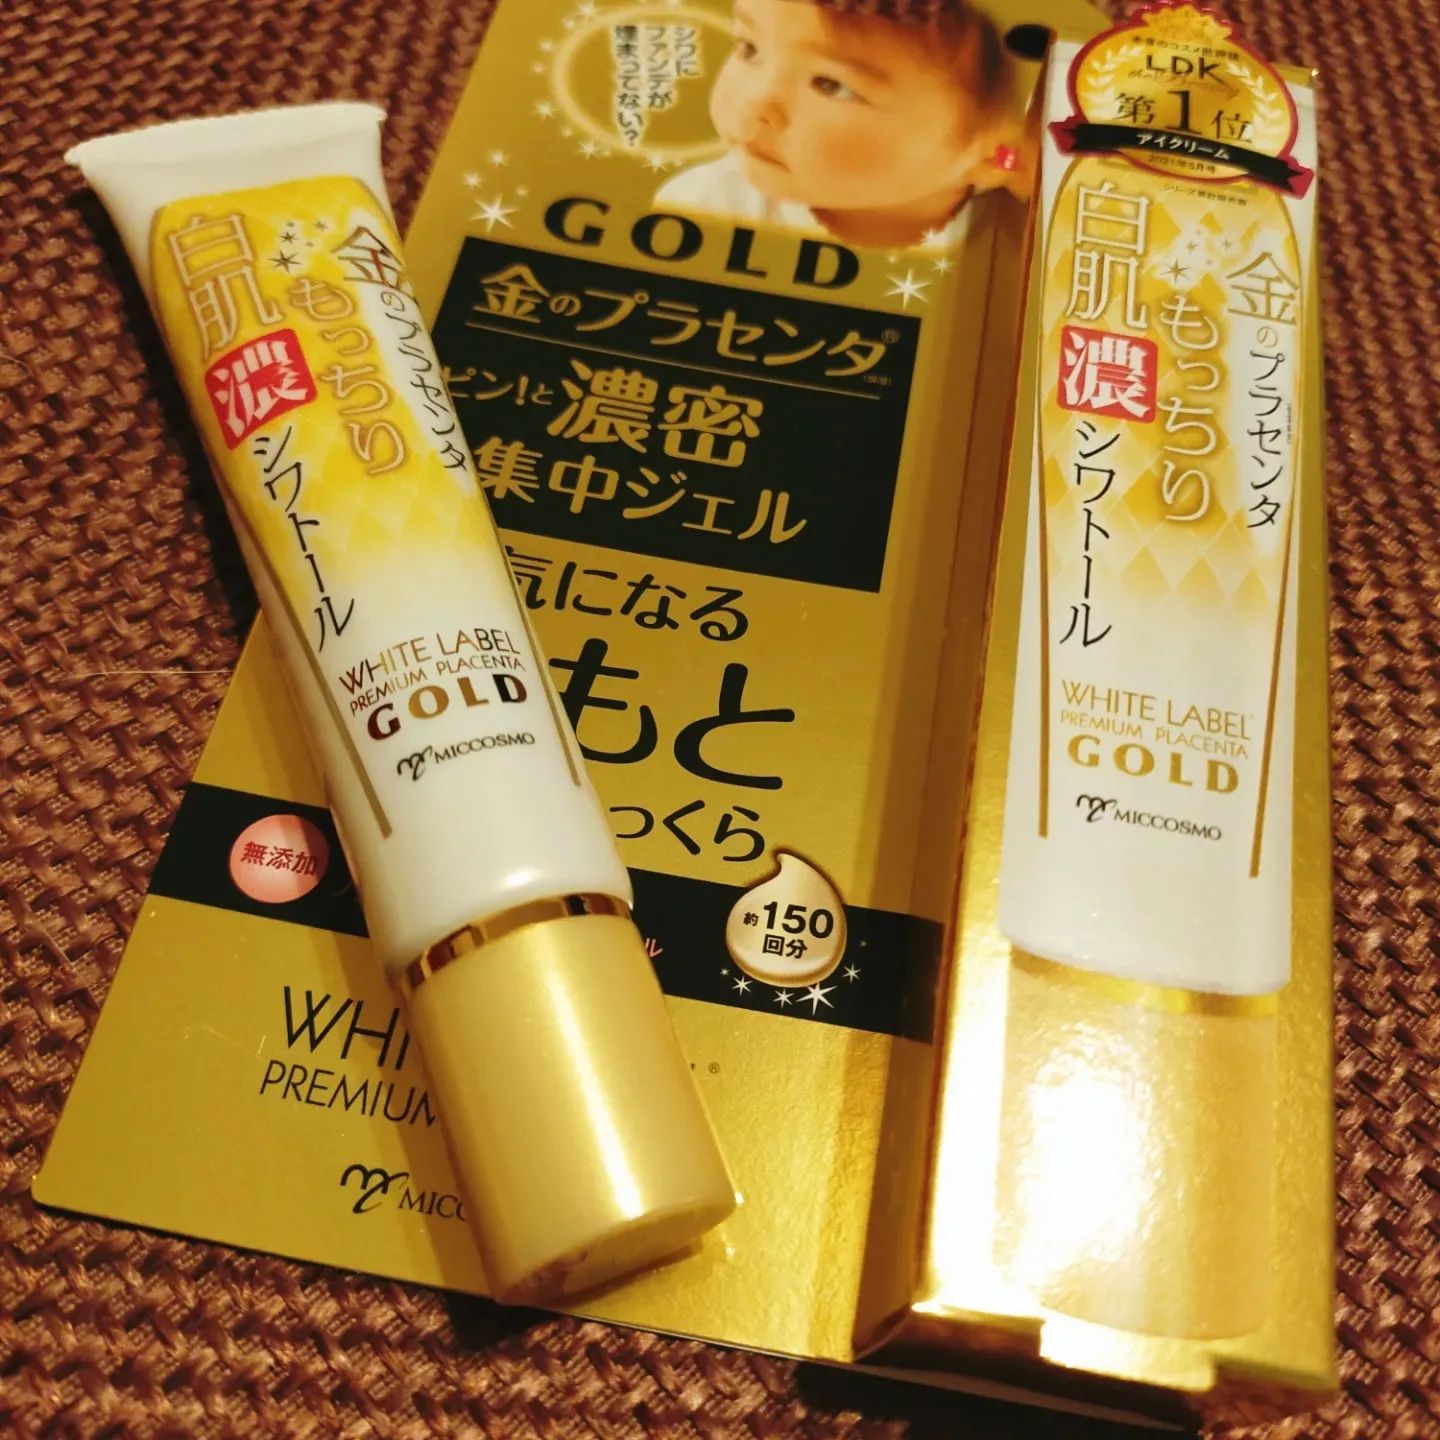 白肌
もっちり
金のプラセンタ
濃
シワトール
WHITE LABEL
PREMIUM PLACENTA
GOLD
MICCOSMO
シワに
ファンデが
埋まってない?
GOLD
金のプラセンタ®
ピン!と濃密
集中ジェル
気になる
もと
っくら
無添加
ル
約150
回分
WHI
PREMIUM
®
MICC
LDK
第1位
アイクリーム
2021年5月号
金のプラセンタ
もっちり
白肌
濃
シワトール
WHITE LABEL
PREMIUM PLACENTA
GOLD
MICCOSMO